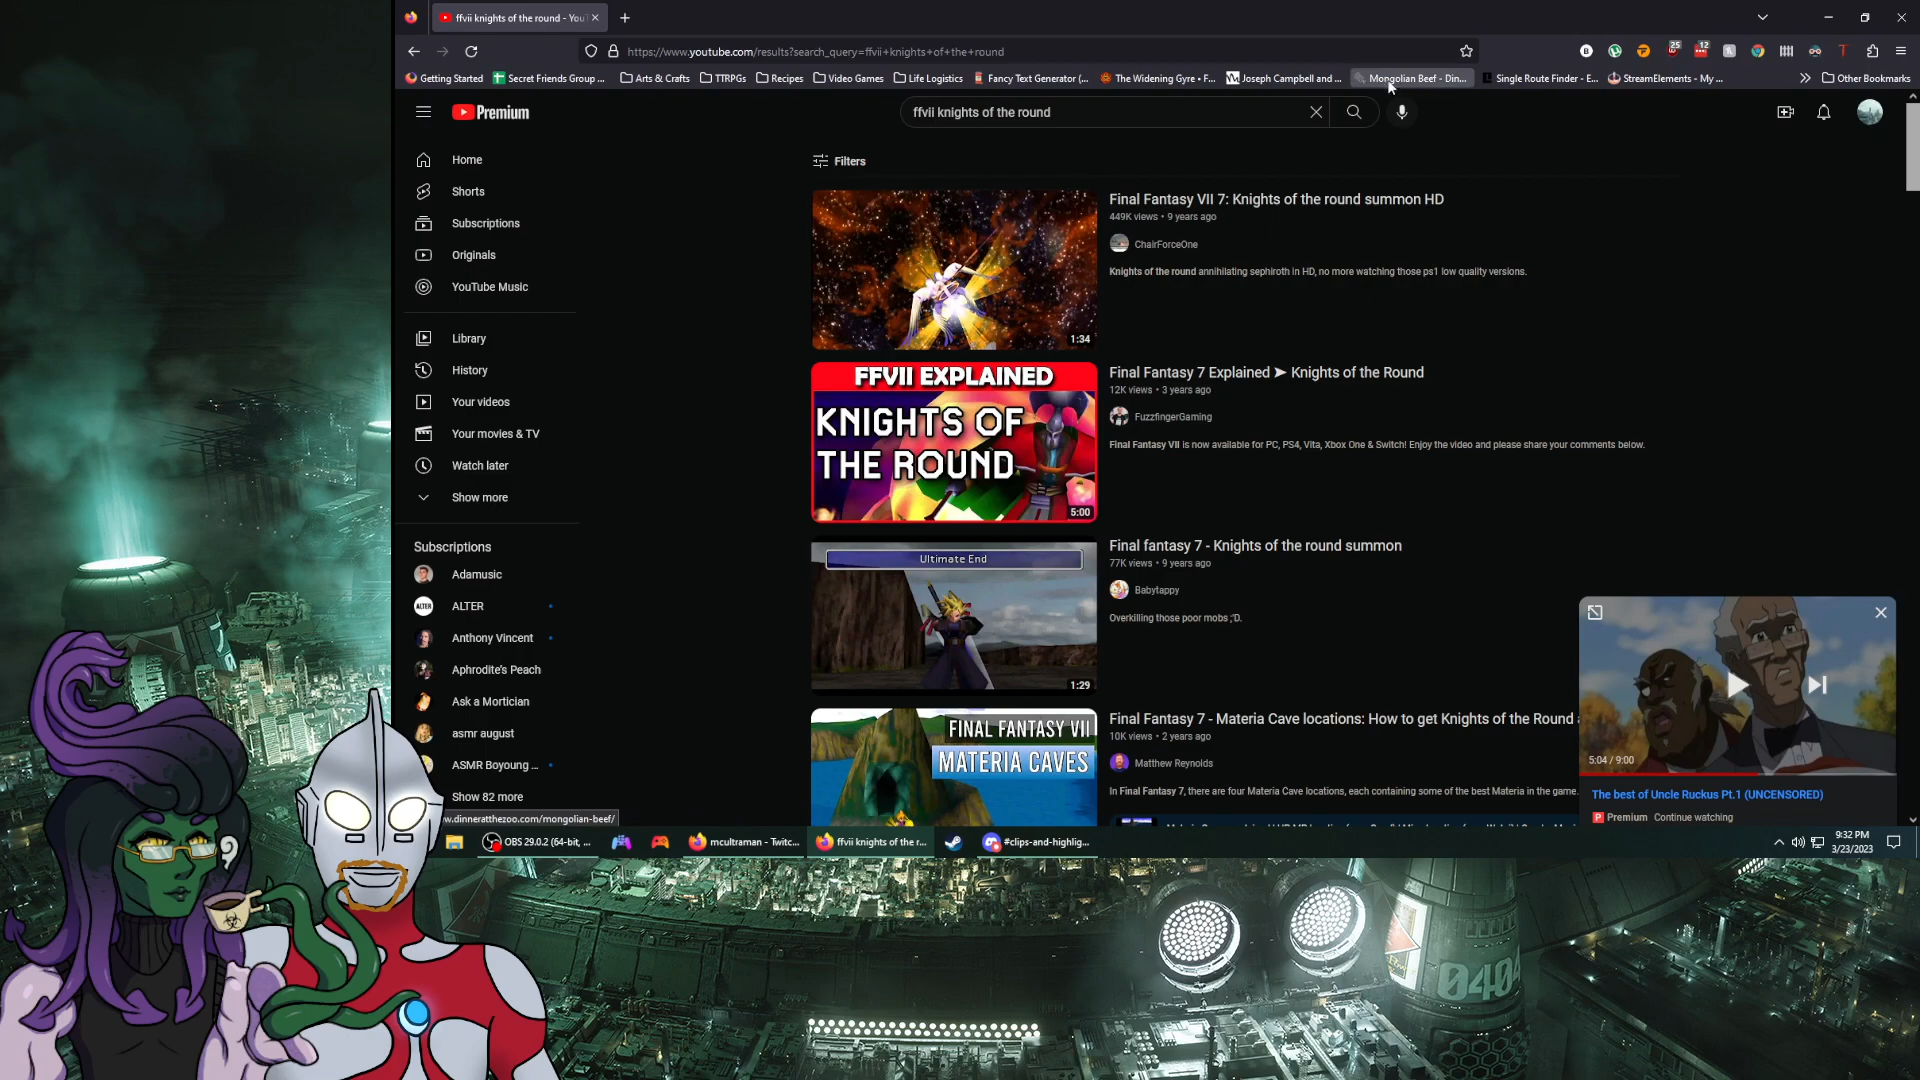 ffvii knights of the round - YouT
https://www.youtube.com/results?search_query=ffvii+knights+of+the+round
25
12
Getting Started
Secret Friends Group ...
Arts & Crafts
TTRPGs
Recipes
Video Games
Life Logistics
Fancy Text Generator (...
The Widening Gyre • F...
Joseph Campbell and ...
Mongolian Beef - Din...
Single Route Finder - E...
StreamElements - My ...
Other Bookmarks
Premium
ffvii knights of the round
Home
Shorts
Subscriptions
Originals
YouTube Music
Library
History
Your videos
Your movies & TV
Watch later
Show more
Subscriptions
Adamusic
ALTER
Anthony Vincent
Aphrodite's Peach
Ask a Mortician
asmr august
ASMR Boyoung ...
Show 82 more
w.dinneratthezoo.com/mongolian-beef/
Filters
1:34
Final Fantasy VII 7: Knights of the round summon HD
449K views • 9 years ago
ChairForceOne
Knights of the round annihilating sephiroth in HD, no more watching those ps1 low quality versions.
FFVII EXPLAINED
KNIGHTS OF
THE ROUND
5:00
Final Fantasy 7 Explained ➤ Knights of the Round
12K views • 3 years ago
FuzzfingerGaming
Final Fantasy VII is now available for PC, PS4, Vita, Xbox One & Switch! Enjoy the video and please share your comments below.
Ultimate End
1:29
Final fantasy 7 - Knights of the round summon
77K views • 9 years ago
Babytappy
Overkilling those poor mobs ;'D.
FINAL FANTASY VII
MATERIA CAVES
Final Fantasy 7 - Materia Cave locations: How to get Knights of the Round
10K views • 2 years ago
Matthew Reynolds
In Final Fantasy 7, there are four Materia Cave locations, each containing some of the best Materia in the game.
5:04 / 9:00
The best of Uncle Ruckus Pt.1 (UNCENSORED)
Premium Continue watching
OBS 29.0.2 (64-bit, ...
mcultraman - Twitc...
ffvii knights of the r...
#clips-and-highlig...
9:32 PM
3/23/2023
0404